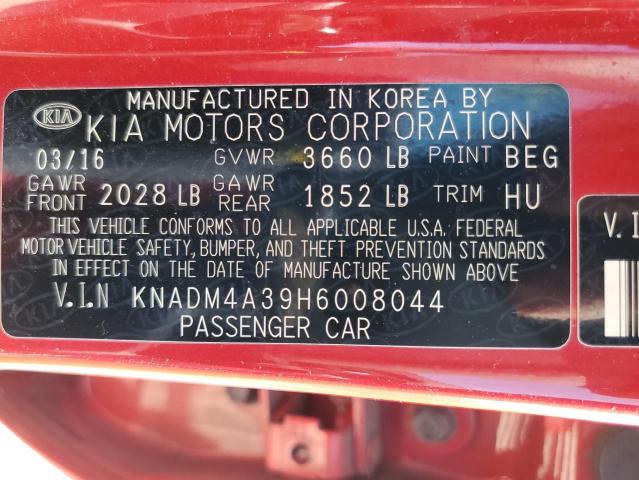 MANUFACTURED IN KOREA BY
KIA KIA MOTORS CORPORATION
03/16 GVWR 3660 LB PAINT BEG
GAWR FRONT 2028 LB GAWR REAR 1852 LB TRIM HU
THIS VEHICLE CONFORMS TO ALL APPLICABLE U.S.A. FEDERAL
MOTOR VEHICLE SAFETY, BUMPER, AND THEFT PREVENTION STANDARDS
IN EFFECT ON THE DATE OF MANUFACTURE SHOWN ABOVE
V.I.N KNADM4A39H6008044
PASSENGER CAR
V.I